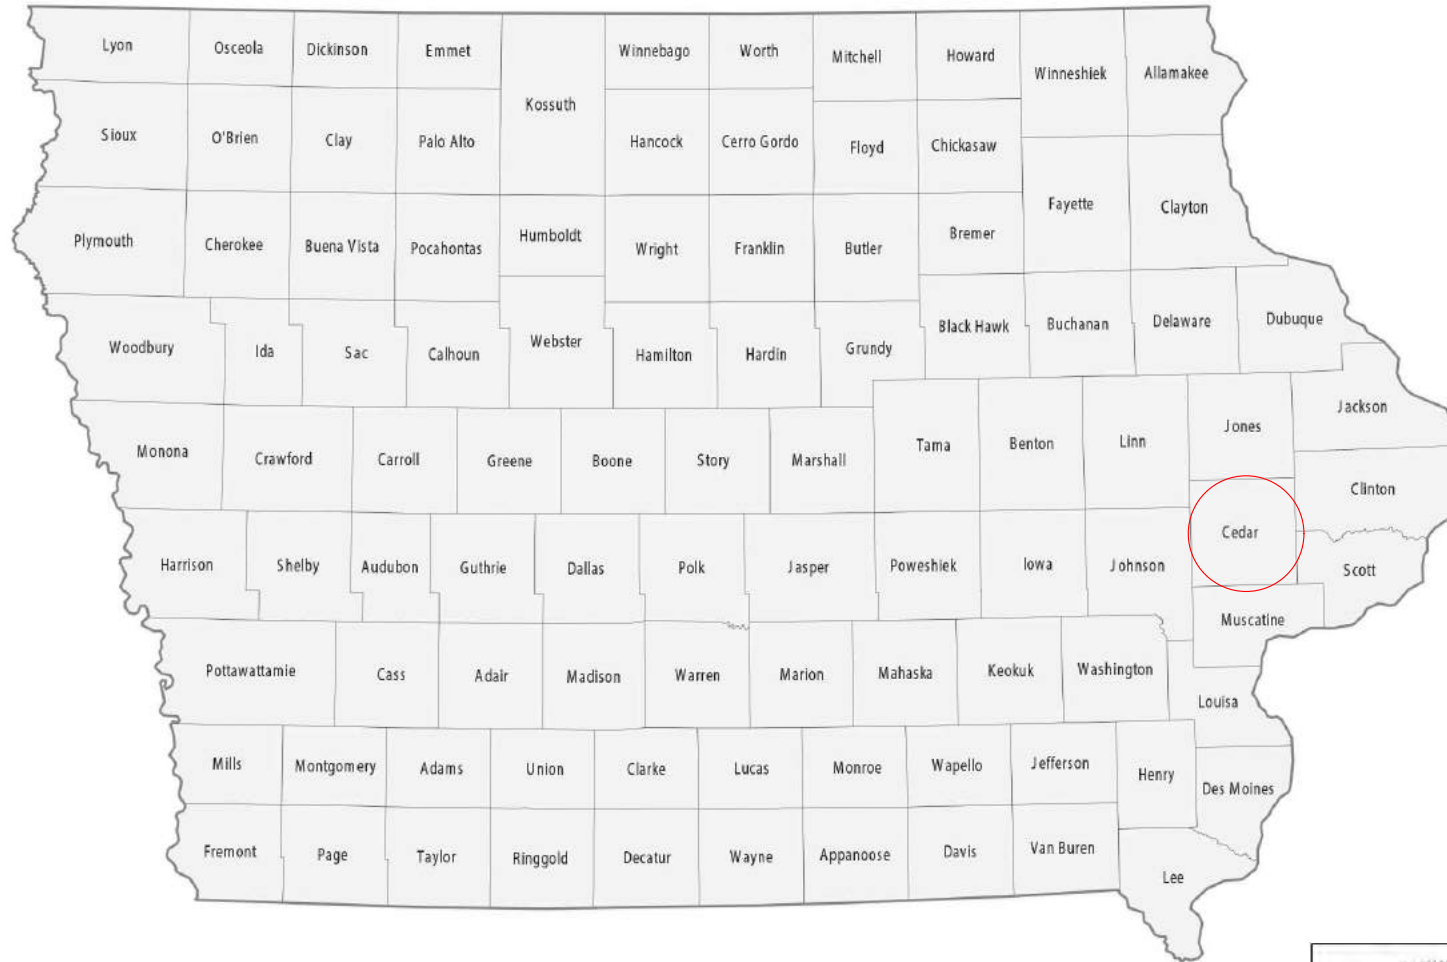 Lyon
Osceola
Dickinson
Emmet
Winnebago
Worth
Mitchell
Howard
Winneshiek
Allamakee
Kossuth
Sioux
O'Brien
Clay
Palo Alto
Hancock
Cerro Gordo
Floyd
Chickasaw
Fayette
Clayton
Plymouth
Cherokee
Buena Vista
Pocahontas
Humboldt
Wright
Franklin
Butler
Bremer
Woodbury
Ida
Sac
Calhoun
Webster
Hamilton
Hardin
Grundy
Black Hawk
Buchanan
Delaware
Dubuque
Jackson
Monona
Crawford
Carroll
Greene
Boone
Story
Marshall
Tama
Benton
Linn
Jones
Clinton
Cedar
Harrison
Shelby
Audubon
Guthrie
Dallas
Polk
Jasper
Poweshiek
Iowa
Johnson
Scott
Muscatine
Pottawattamie
Cass
Adair
Madison
Warren
Marion
Mahaska
Keokuk
Washington
Louisa
Mills
Montgomery
Adams
Union
Clarke
Lucas
Monroe
Wapello
Jefferson
Henry
Des Moines
Fremont
Page
Taylor
Ringgold
Decatur
Wayne
Appanoose
Davis
Van Buren
Lee